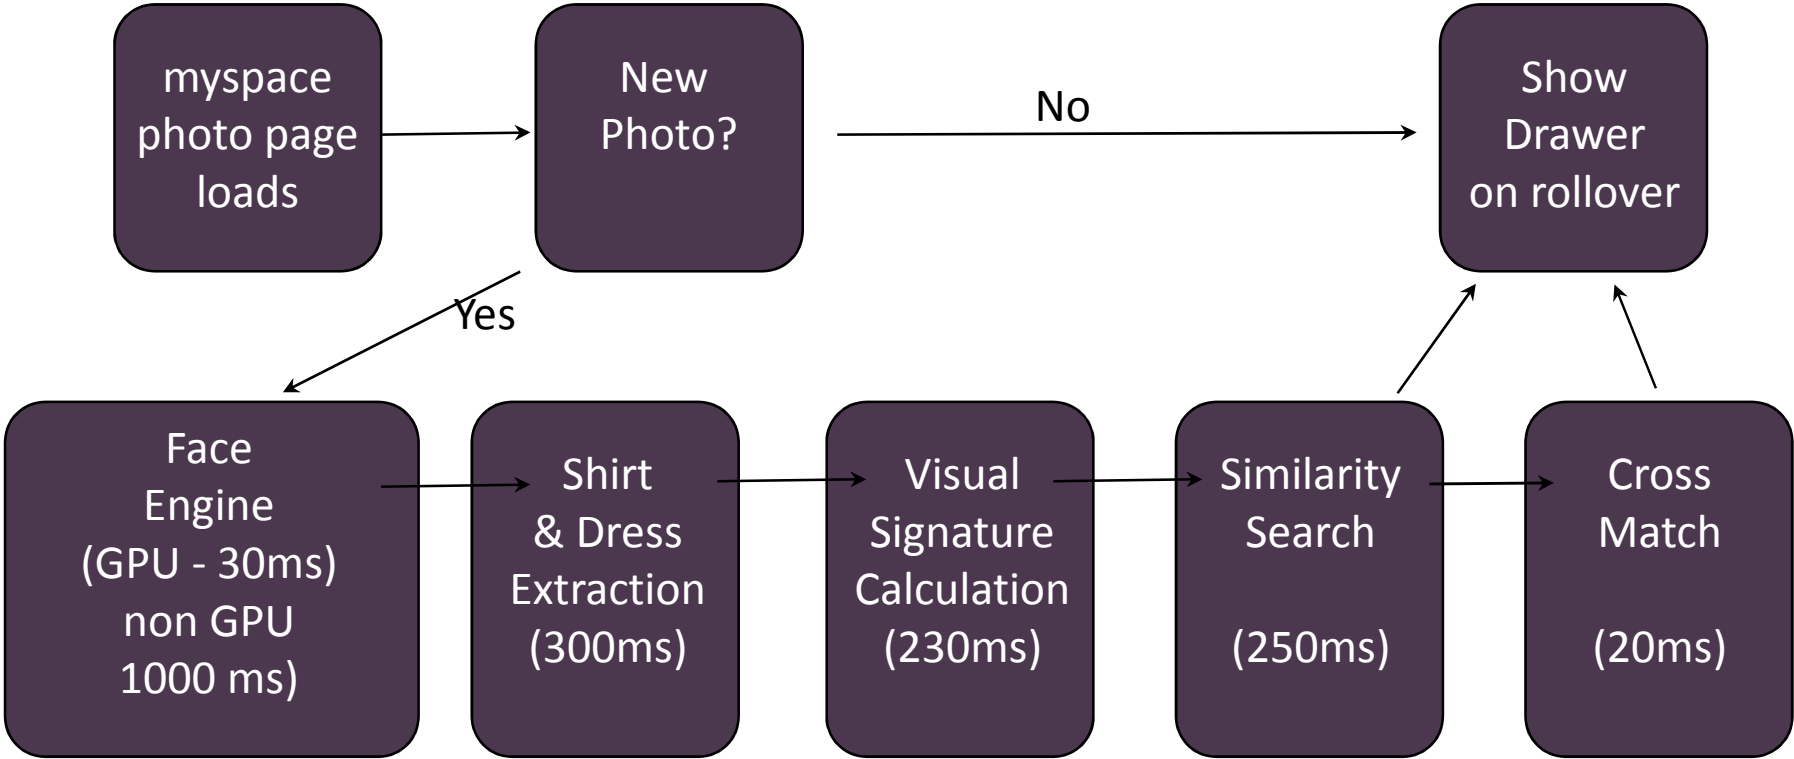 myspace
photo page
loads
New
Photo?
No
Show
Drawer
on rollover
Yes
Face
Engine
(GPU - 30ms)
non GPU
1000 ms)
Shirt
& Dress
Extraction
(300ms)
Visual
Signature
Calculation
(230ms)
Similarity
Search
(250ms)
Cross
Match
(20ms)